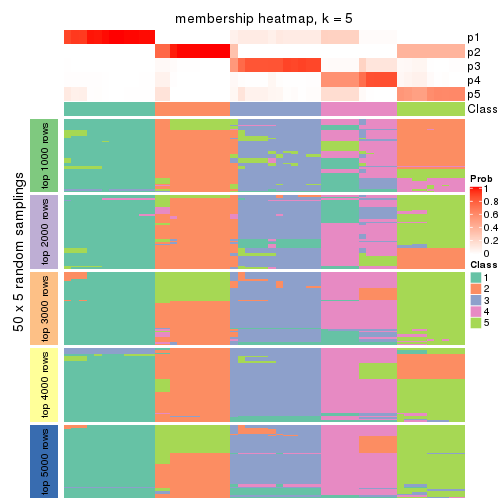 membership heatmap, k = 5
p1
p2
p3
p4
p5
Class
50 x 5 random samplings
top 1000 rows
top 2000 rows
top 3000 rows
top 4000 rows
top 5000 rows
Prob
1
0.8
0.6
0.4
0.2
0
Class
1
2
3
4
5